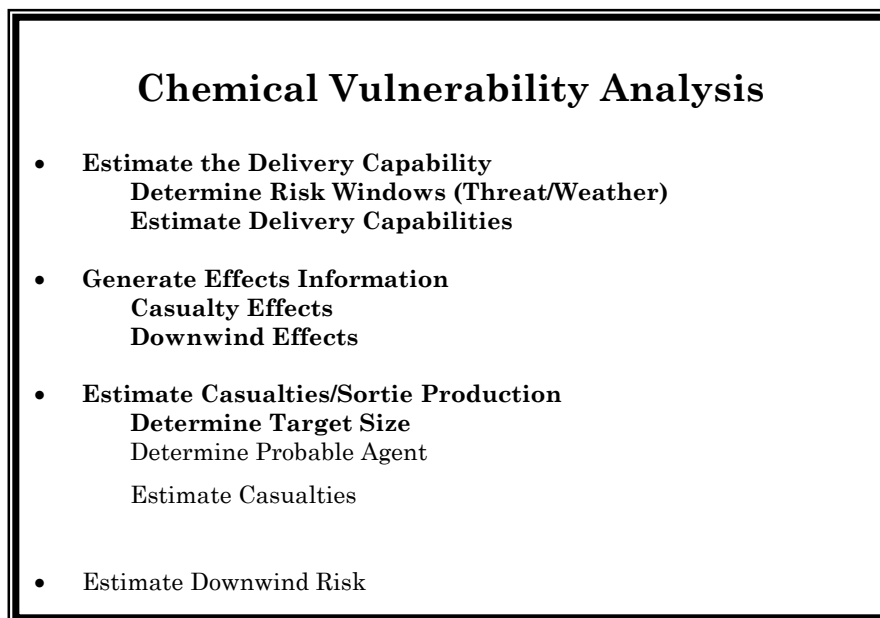 Chemical Vulnerability Analysis
• Estimate the Delivery Capability
Determine Risk Windows (Threat/Weather)
Estimate Delivery Capabilities
• Generate Effects Information
Casualty Effects
Downwind Effects
• Estimate Casualties/Sortie Production
Determine Target Size
Determine Probable Agent
Estimate Casualties
• Estimate Downwind Risk